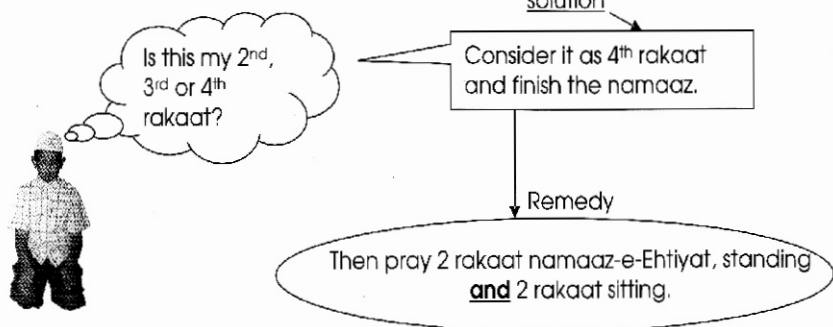 solution
Is this my 2nd,
3rd or 4th
rakaat?
Consider it as 4th rakaat
and finish the namaaz.
Remedy
Then pray 2 rakaat namaaz-e-Ehtiyat, standing
and 2 rakaat sitting.